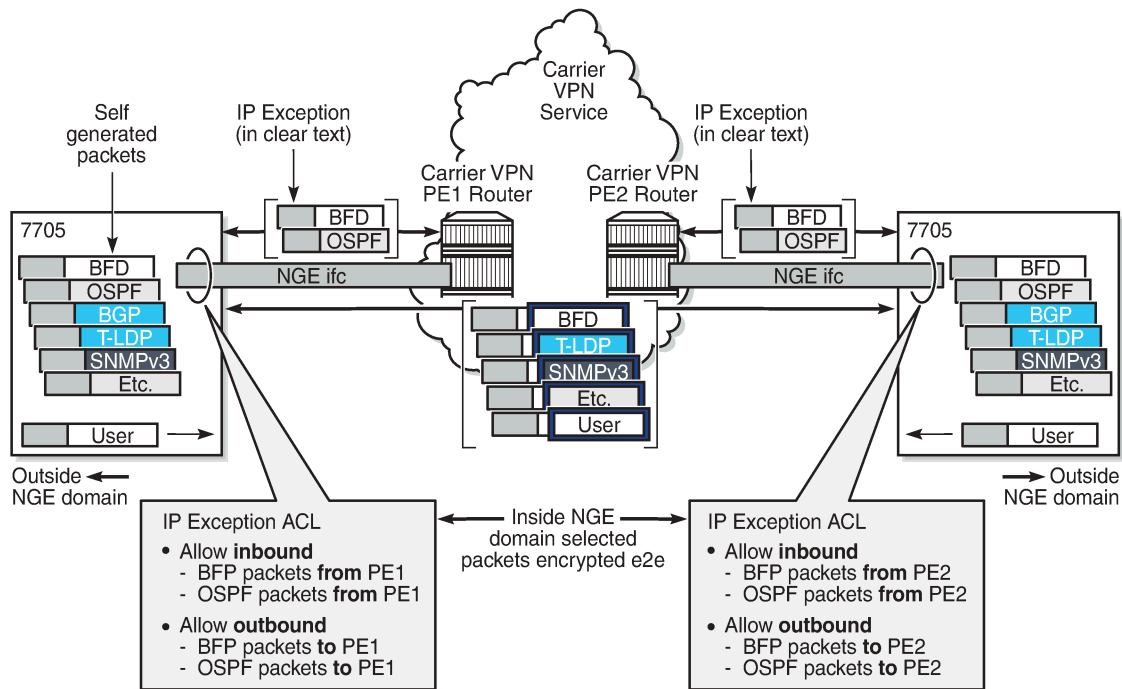 Carrier
VPN
Service
Self
generated
packets
IP Exception
(in clear text)
IP Exception
(in clear text)
Carrier VPN
PE1 Router
Carrier VPN
PE2 Router
BFD
OSPF
BFD
OSPF
7705
7705
BFD
OSPF
BGP
T-LDP
SNMPv3
Etc.
User
NGE ifc
NGE ifc
BFD
T-LDP
SNMPv3
Etc.
User
BFD
OSPF
BGP
T-LDP
SNMPv3
Etc.
User
Outside
NGE domain
Outside
NGE domain
IP Exception ACL
• Allow inbound
- BFP packets from PE1
- OSPF packets from PE1
• Allow outbound
- BFP packets to PE1
- OSPF packets to PE1
Inside NGE
domain selected
packets encrypted e2e
IP Exception ACL
• Allow inbound
- BFP packets from PE2
- OSPF packets from PE2
• Allow outbound
- BFP packets to PE2
- OSPF packets to PE2